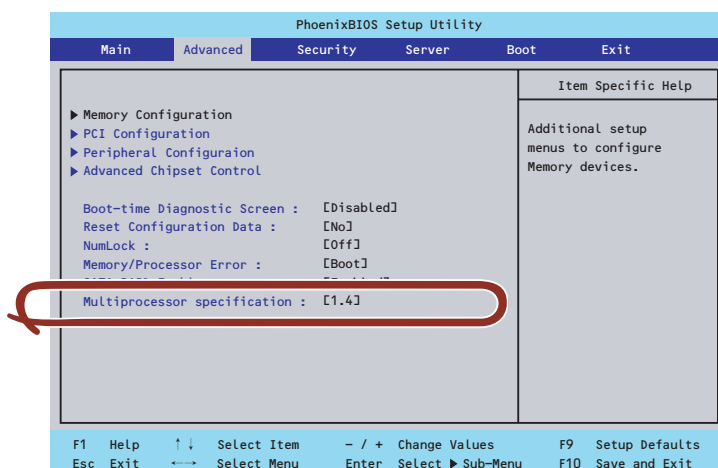 PhoenixBIOS Setup Utility
Main Advanced Security Server Boot Exit
Item Specific Help
▶ Memory Configuration
▶ PCI Configuration
▶ Peripheral Configuraion
▶ Advanced Chipset Control
Additional setup
menus to configure
Memory devices.
Boot-time Diagnostic Screen : [Disabled]
Reset Configuration Data : [No]
NumLock : [Off]
Memory/Processor Error : [Boot]
Multiprocessor specification : [1.4]
F1 Help ↑↓ Select Item - / + Change Values F9 Setup Defaults
Esc Exit ←→ Select Menu Enter Select ▶ Sub-Menu F10 Save and Exit